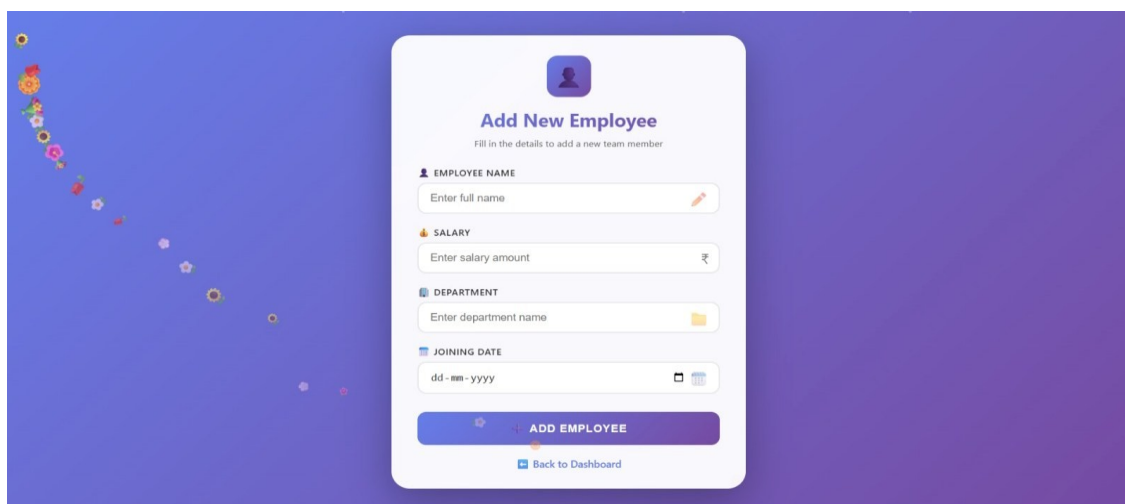 Add New Employee
Fill in the details to add a new team member
EMPLOYEE NAME
Enter full name
SALARY
Enter salary amount ₹
DEPARTMENT
Enter department name
JOINING DATE
dd-mm-yyyy
ADD EMPLOYEE
Back to Dashboard